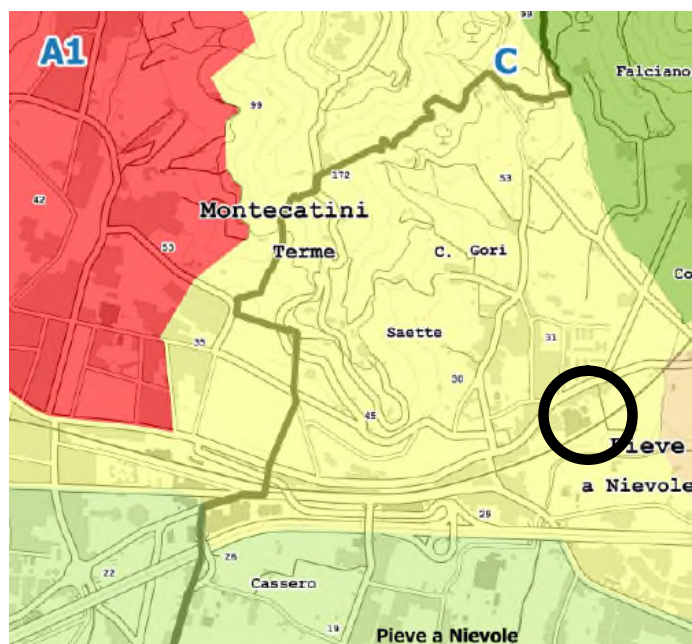 99
A1
C
Falciano
99
172
53
42
Montecatini
53
Terme
C. Gori
Co
Saette
35
31
30
45
Pieve
a Nievole
29
26
22
Cassero
19
Pieve a Nievole